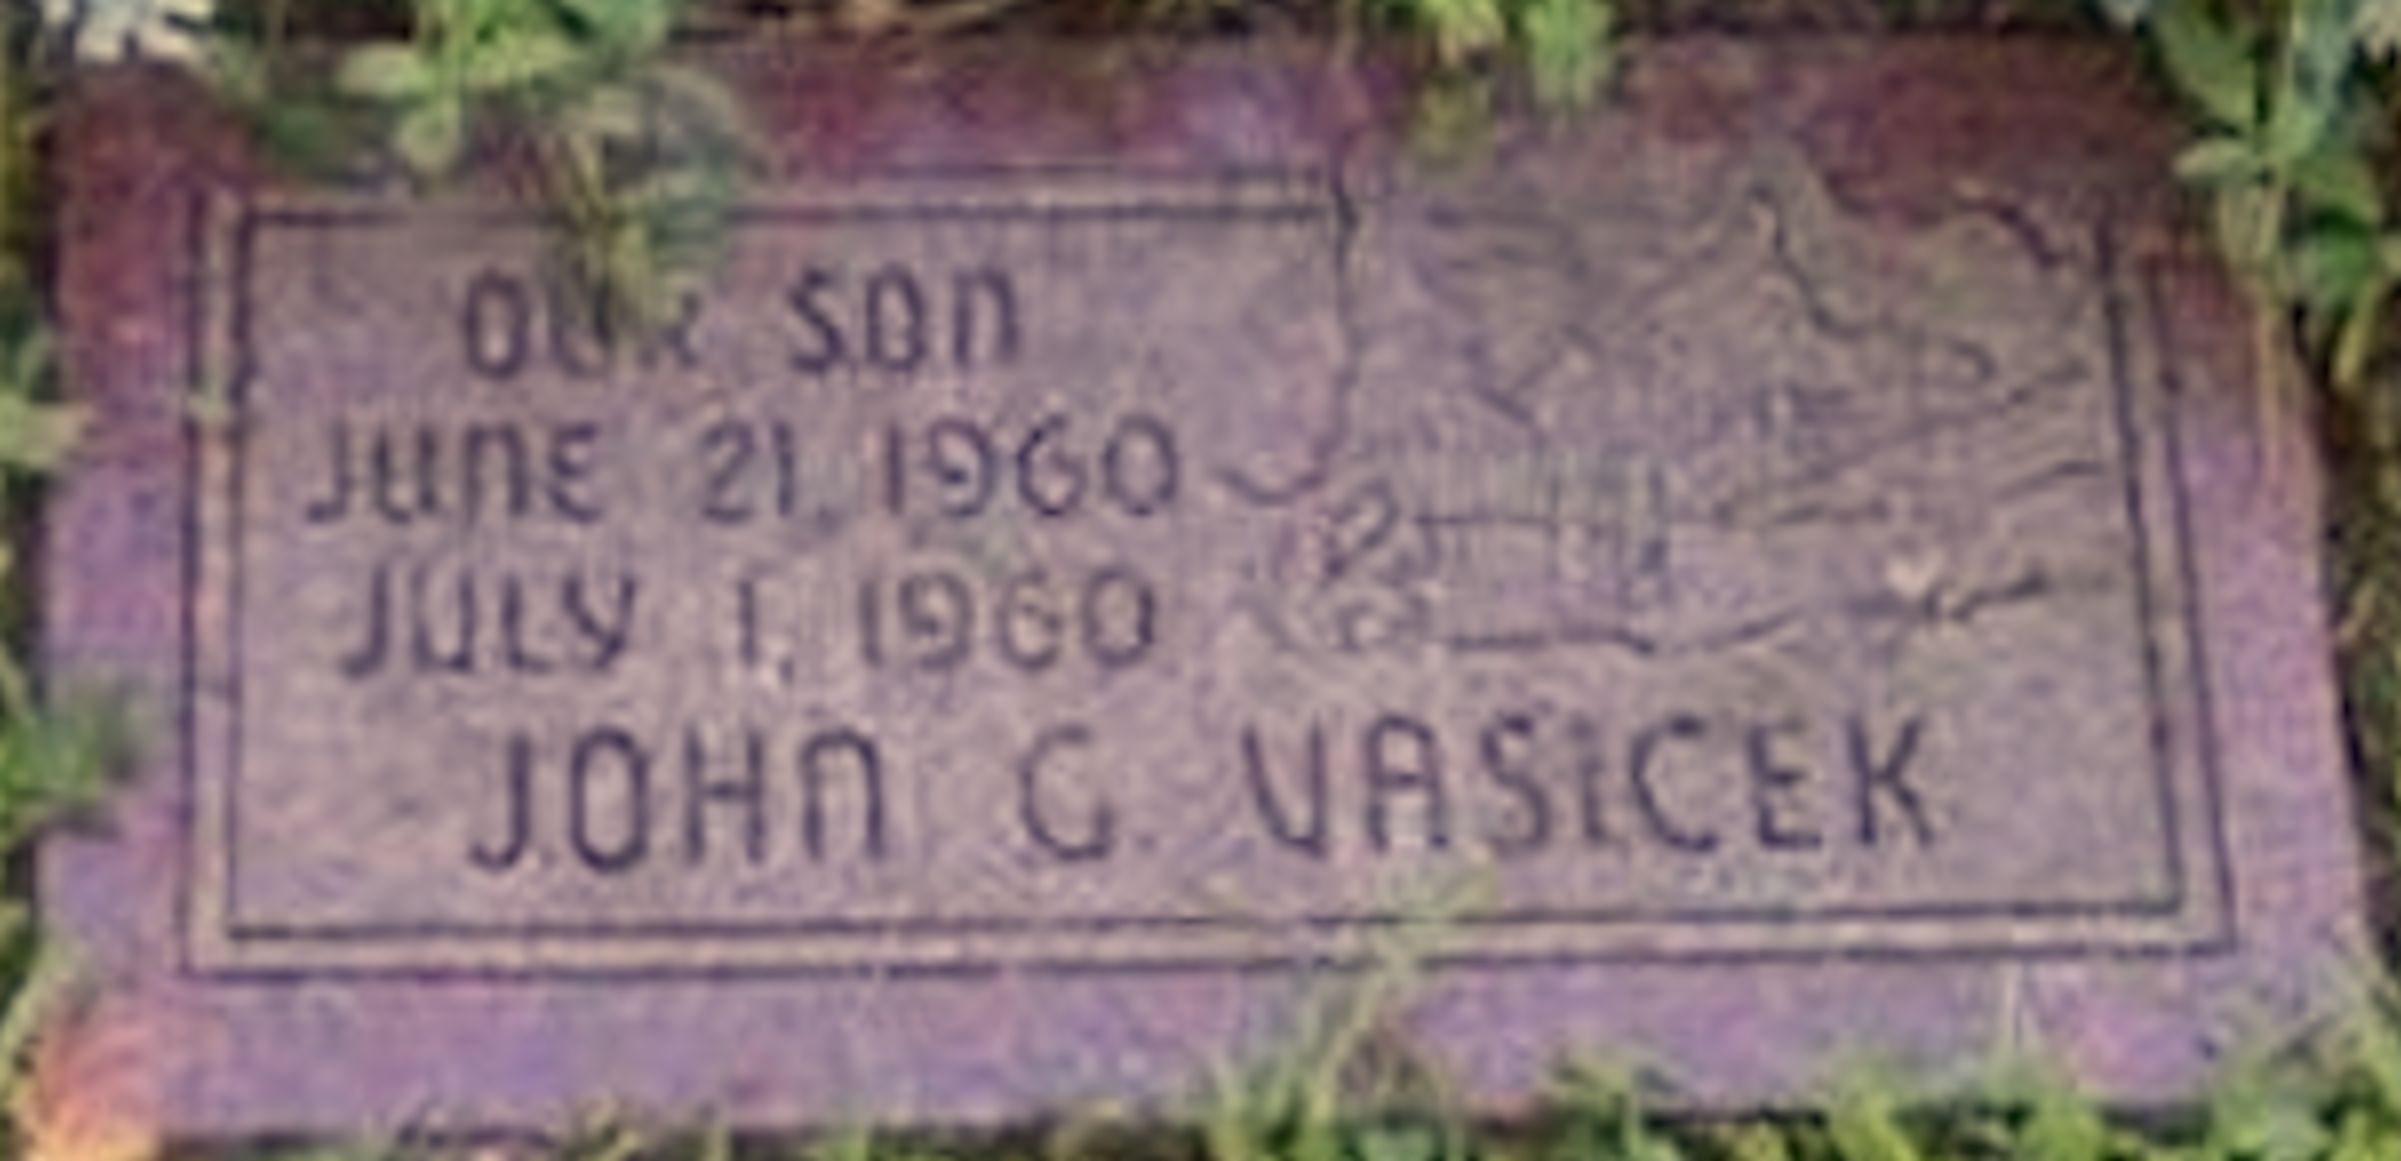 OUR SON
JUNE 21, 1960
JULY 1, 1960
JOHN G. VASiCEK